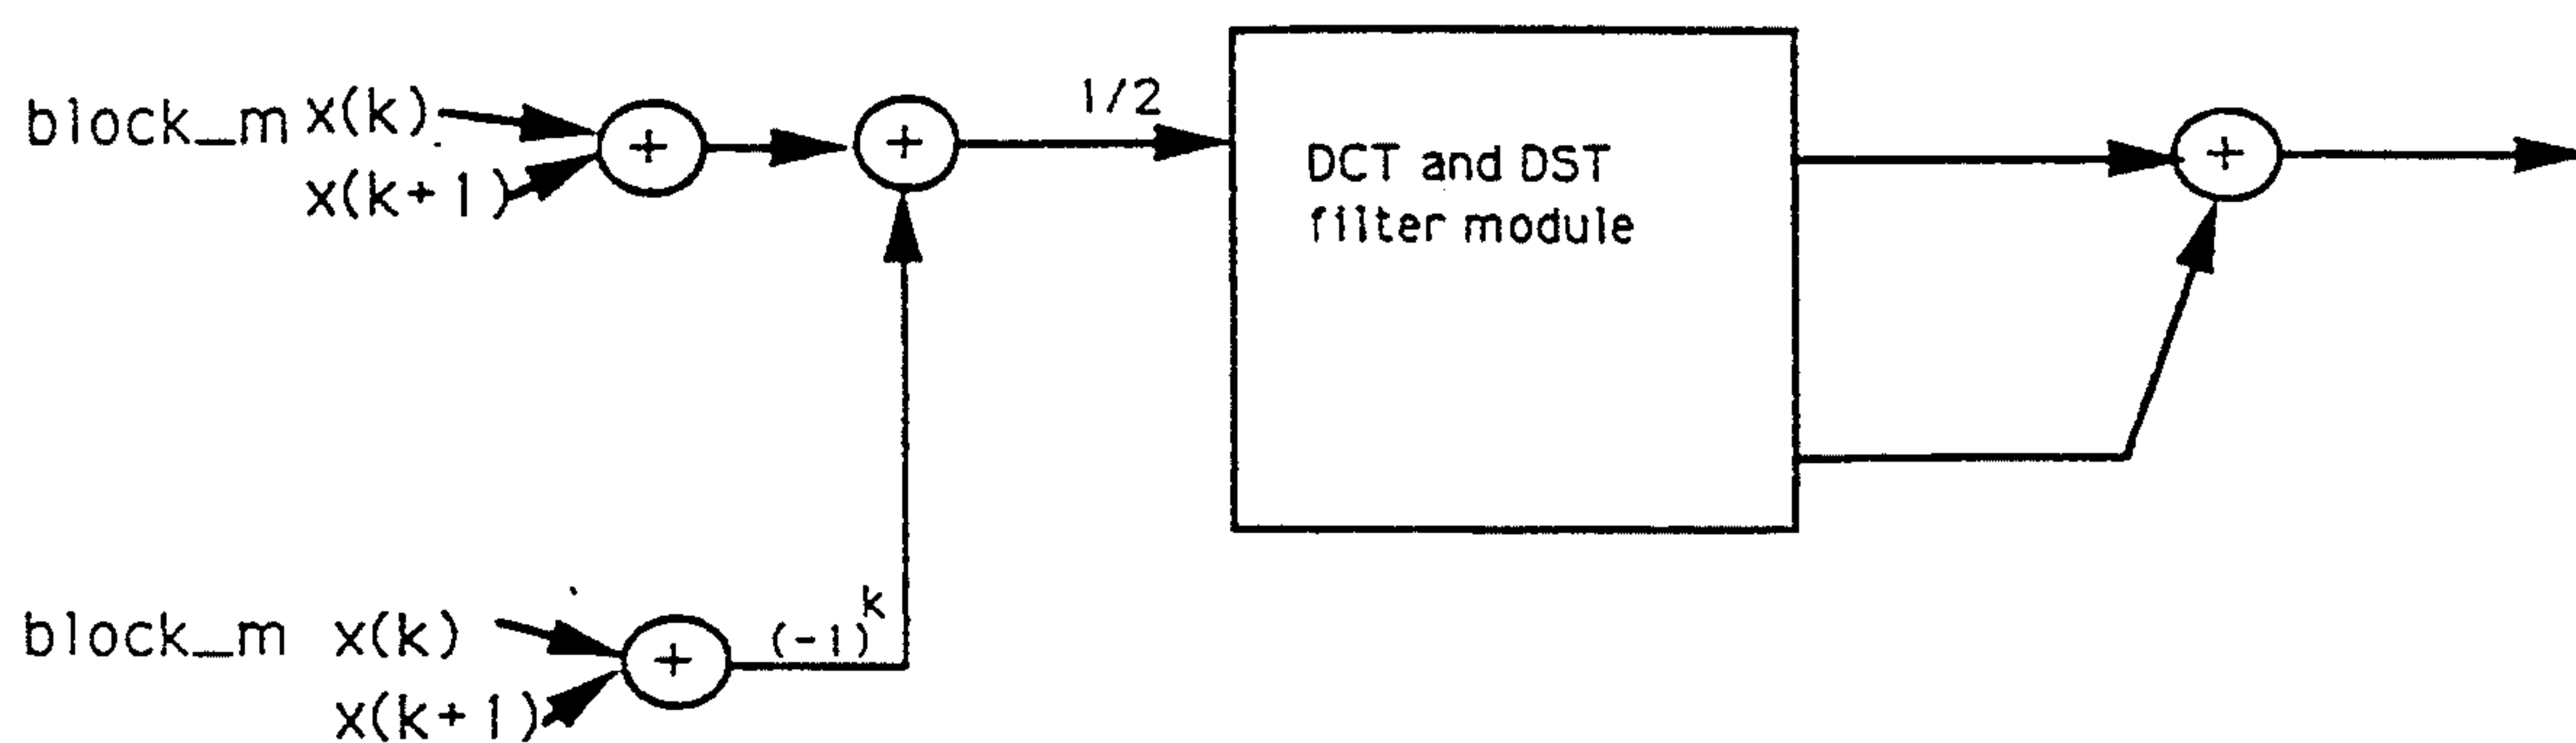 block_m x(k)
x(k+1)
+
+
1/2
DCT and DST
filter module
+
block_m x(k)
x(k+1)
+
(-1)^k